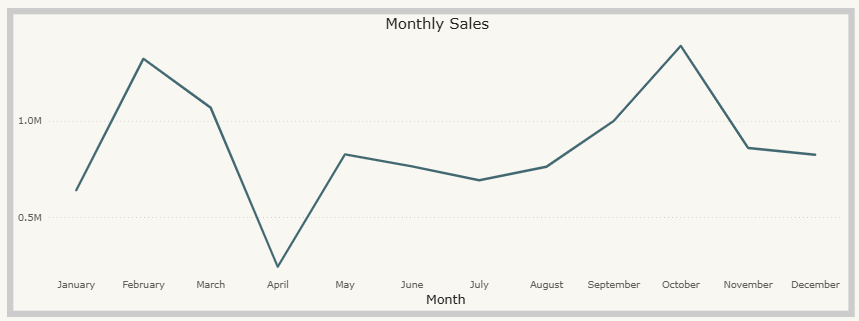 Monthly Sales
1.0M
0.5M
January February March April May June July August September October November December
Month